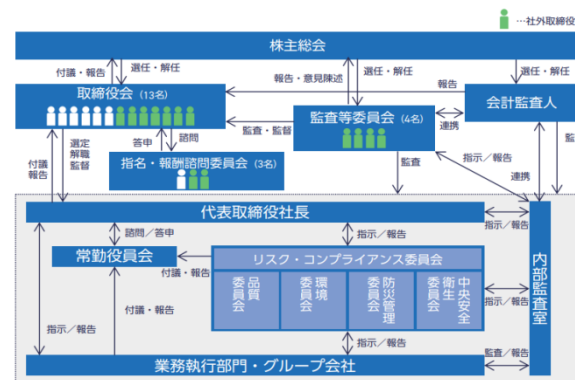 …社外取締役
株主総会
付議・報告
選任・解任
報告・意見陳述
選任・解任
選任・解任
取締役会（13名）
報告
監査等委員会（4名）
会計監査人
監査・監督
連携
答申
諮問
選定
解職
監督
付議
報告
指名・報酬諮問委員会（3名）
監査
指示／報告
連携
代表取締役社長
諮問／答申
指示／報告
指示／報告
常勤役員会
付議・報告
リスク・コンプライアンス委員会
品質
委員会
環境
委員会
防災管理
委員会
中央安全
衛生
委員会
内部監査室
指示／報告
付議・報告
指示／報告
指示／報告
業務執行部門・グループ会社
監査／報告